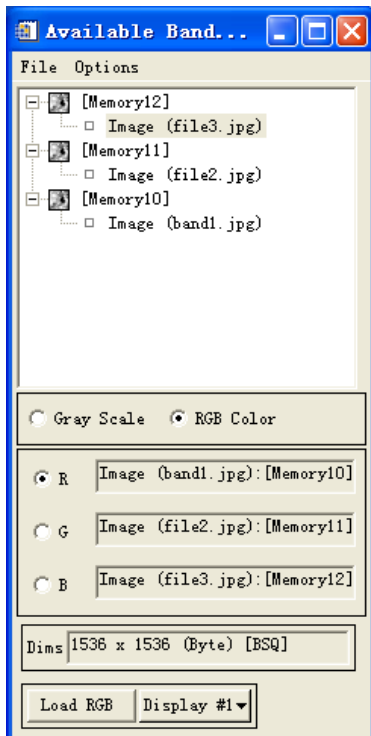 Available Band...
File Options
[Memory12]
Image (file3.jpg)
[Memory11]
Image (file2.jpg)
[Memory10]
Image (band1.jpg)
Gray Scale RGB Color
R Image (band1.jpg):[Memory10]
G Image (file2.jpg):[Memory11]
B Image (file3.jpg):[Memory12]
Dims 1536 x 1536 (Byte) [BSQ]
Load RGB Display #1